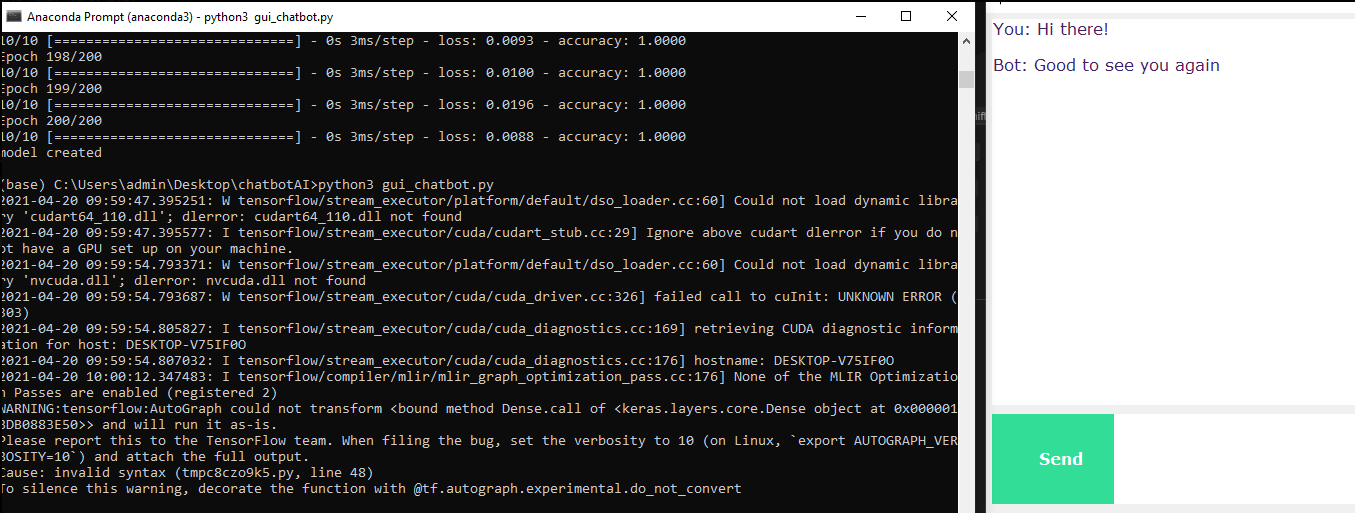 Anaconda Prompt (anaconda3) - python3 gui_chatbot.py
10/10 [==============================] - 0s 3ms/step - loss: 0.0093 - accuracy: 1.0000
Epoch 198/200
10/10 [==============================] - 0s 3ms/step - loss: 0.0100 - accuracy: 1.0000
Epoch 199/200
10/10 [==============================] - 0s 3ms/step - loss: 0.0196 - accuracy: 1.0000
Epoch 200/200
10/10 [==============================] - 0s 3ms/step - loss: 0.0088 - accuracy: 1.0000
model created
(base) C:\Users\admin\Desktop\chatbotAI>python3 gui_chatbot.py
2021-04-20 09:59:47.395251: W tensorflow/stream_executor/platform/default/dso_loader.cc:60] Could not load dynamic libra
ry 'cudart64_110.dll'; dlerror: cudart64_110.dll not found
2021-04-20 09:59:47.395577: I tensorflow/stream_executor/cuda/cudart_stub.cc:29] Ignore above cudart dlerror if you do n
ot have a GPU set up on your machine.
2021-04-20 09:59:54.793371: W tensorflow/stream_executor/platform/default/dso_loader.cc:60] Could not load dynamic libra
ry 'nvcuda.dll'; dlerror: nvcuda.dll not found
2021-04-20 09:59:54.793687: W tensorflow/stream_executor/cuda/cuda_driver.cc:326] failed call to cuInit: UNKNOWN ERROR (
303)
2021-04-20 09:59:54.805827: I tensorflow/stream_executor/cuda/cuda_diagnostics.cc:169] retrieving CUDA diagnostic inform
ation for host: DESKTOP-V75IF0O
2021-04-20 09:59:54.807032: I tensorflow/stream_executor/cuda/cuda_diagnostics.cc:176] hostname: DESKTOP-V75IF0O
2021-04-20 10:00:12.347483: I tensorflow/compiler/mlir/mlir_graph_optimization_pass.cc:176] None of the MLIR Optimizatio
n Passes are enabled (registered 2)
WARNING:tensorflow:AutoGraph could not transform <bound method Dense.call of <keras.layers.core.Dense object at 0x000001
BDB0883E50>> and will run it as-is.
Please report this to the TensorFlow team. When filing the bug, set the verbosity to 10 (on Linux, `export AUTOGRAPH_VER
BOSITY=10`) and attach the full output.
Cause: invalid syntax (tmpc8czo9k5.py, line 48)
To silence this warning, decorate the function with @tf.autograph.experimental.do_not_convert
You: Hi there!
Bot: Good to see you again
Send